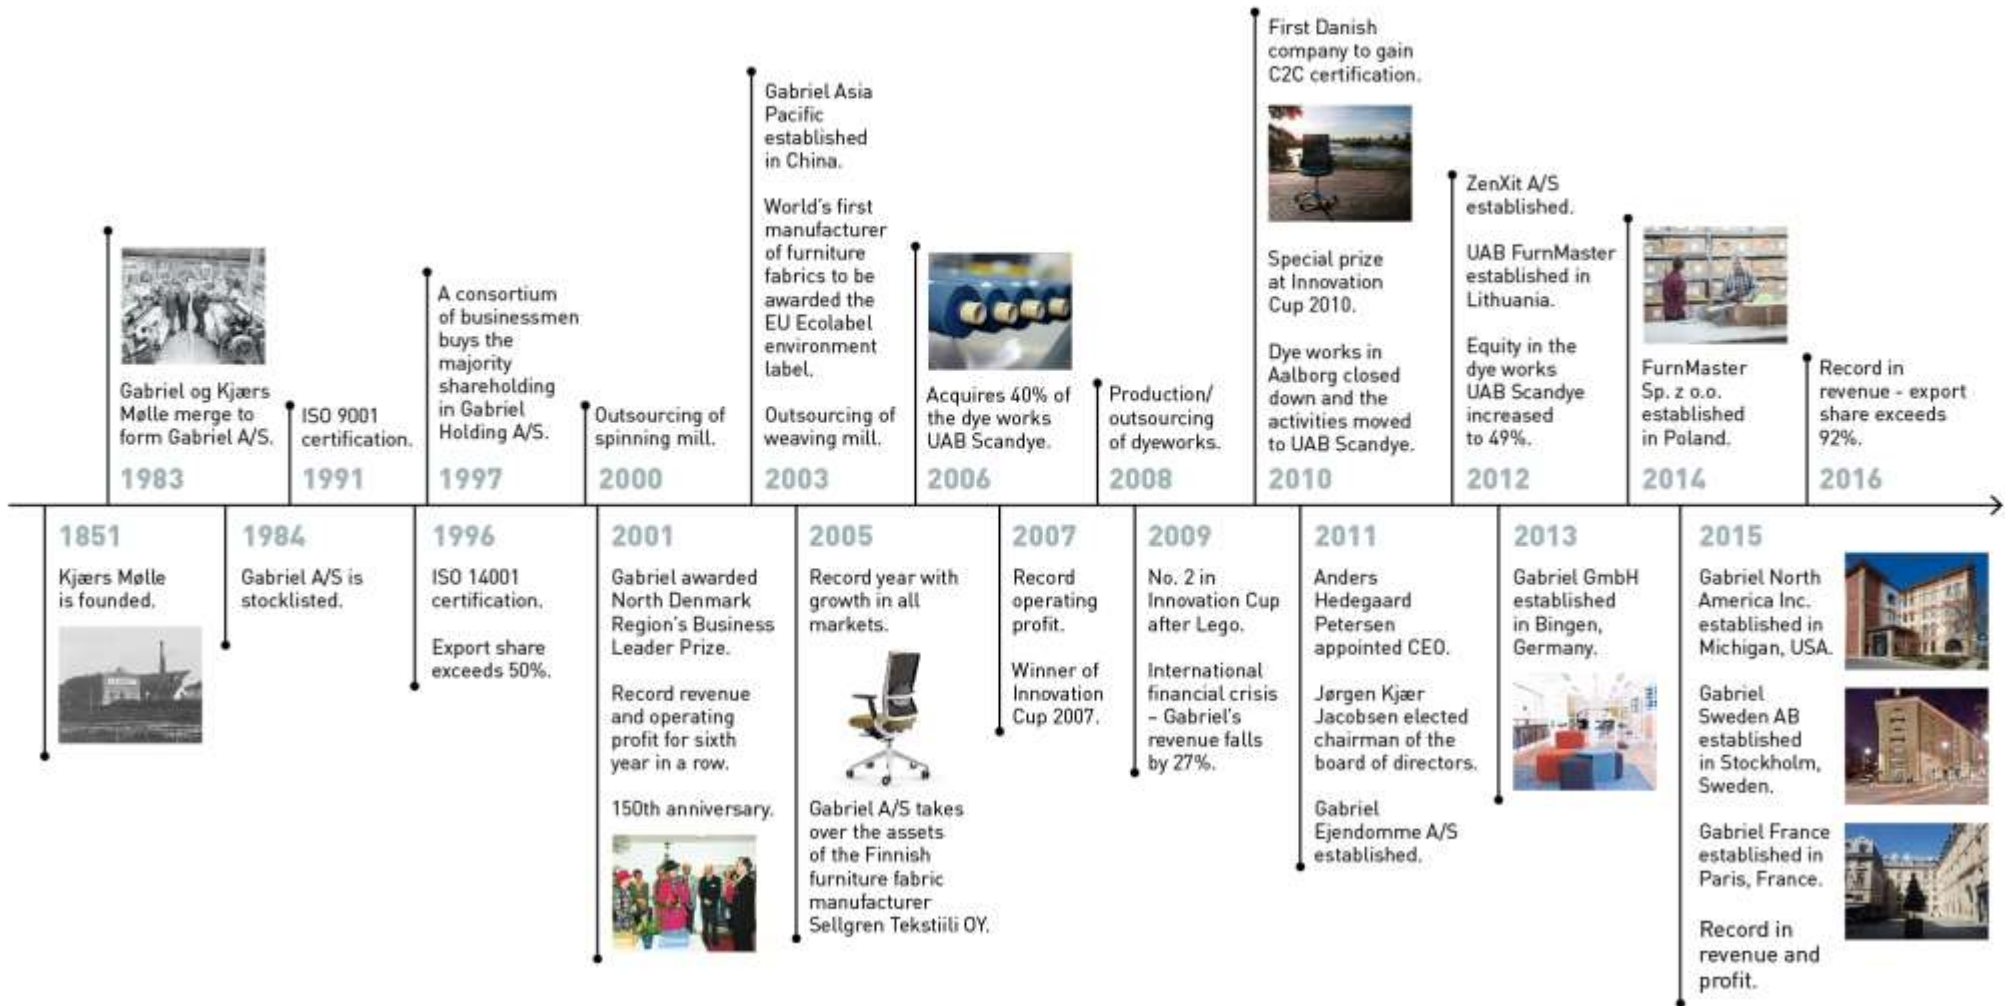 Gabriel og Kjærs
Mølle merge to
form Gabriel A/S.
1983
ISO 9001
certification.
1991
A consortium
of businessmen
buys the
majority
shareholding
in Gabriel
Holding A/S.
1997
Outsourcing of
spinning mill.
2000
Gabriel Asia
Pacific
established
in China.
World's first
manufacturer
of furniture
fabrics to be
awarded the
EU Ecolabel
environment
label.
Outsourcing of
weaving mill.
2003
Acquires 40% of
the dye works
UAB Scandye.
2006
Production/
outsourcing
of dyeworks.
2008
First Danish
company to gain
C2C certification.
Special prize
at Innovation
Cup 2010.
Dye works in
Aalborg closed
down and the
activities moved
to UAB Scandye.
2010
ZenXit A/S
established.
UAB FurnMaster
established in
Lithuania.
Equity in the
dye works
UAB Scandye
increased
to 49%.
2012
FurnMaster
Sp. z o.o.
established
in Poland.
2014
Record in
revenue - export
share exceeds
92%.
2016
1851
Kjærs Mølle
is founded.
1984
Gabriel A/S is
stocklisted.
1996
ISO 14001
certification.
Export share
exceeds 50%.
2001
Gabriel awarded
North Denmark
Region's Business
Leader Prize.
Record revenue
and operating
profit for sixth
year in a row.
150th anniversary.
2005
Record year with
growth in all
markets.
Gabriel A/S takes
over the assets
of the Finnish
furniture fabric
manufacturer
Sellgren Tekstiili OY.
2007
Record
operating
profit.
Winner of
Innovation
Cup 2007.
2009
No. 2 in
Innovation Cup
after Lego.
International
financial crisis
– Gabriel's
revenue falls
by 27%.
2011
Anders
Hedegaard
Petersen
appointed CEO.
Jørgen Kjær
Jacobsen elected
chairman of the
board of directors.
Gabriel
Ejendomme A/S
established.
2013
Gabriel GmbH
established
in Bingen,
Germany.
2015
Gabriel North
America Inc.
established in
Michigan, USA.
Gabriel
Sweden AB
established
in Stockholm,
Sweden.
Gabriel France
established in
Paris, France.
Record in
revenue and
profit.